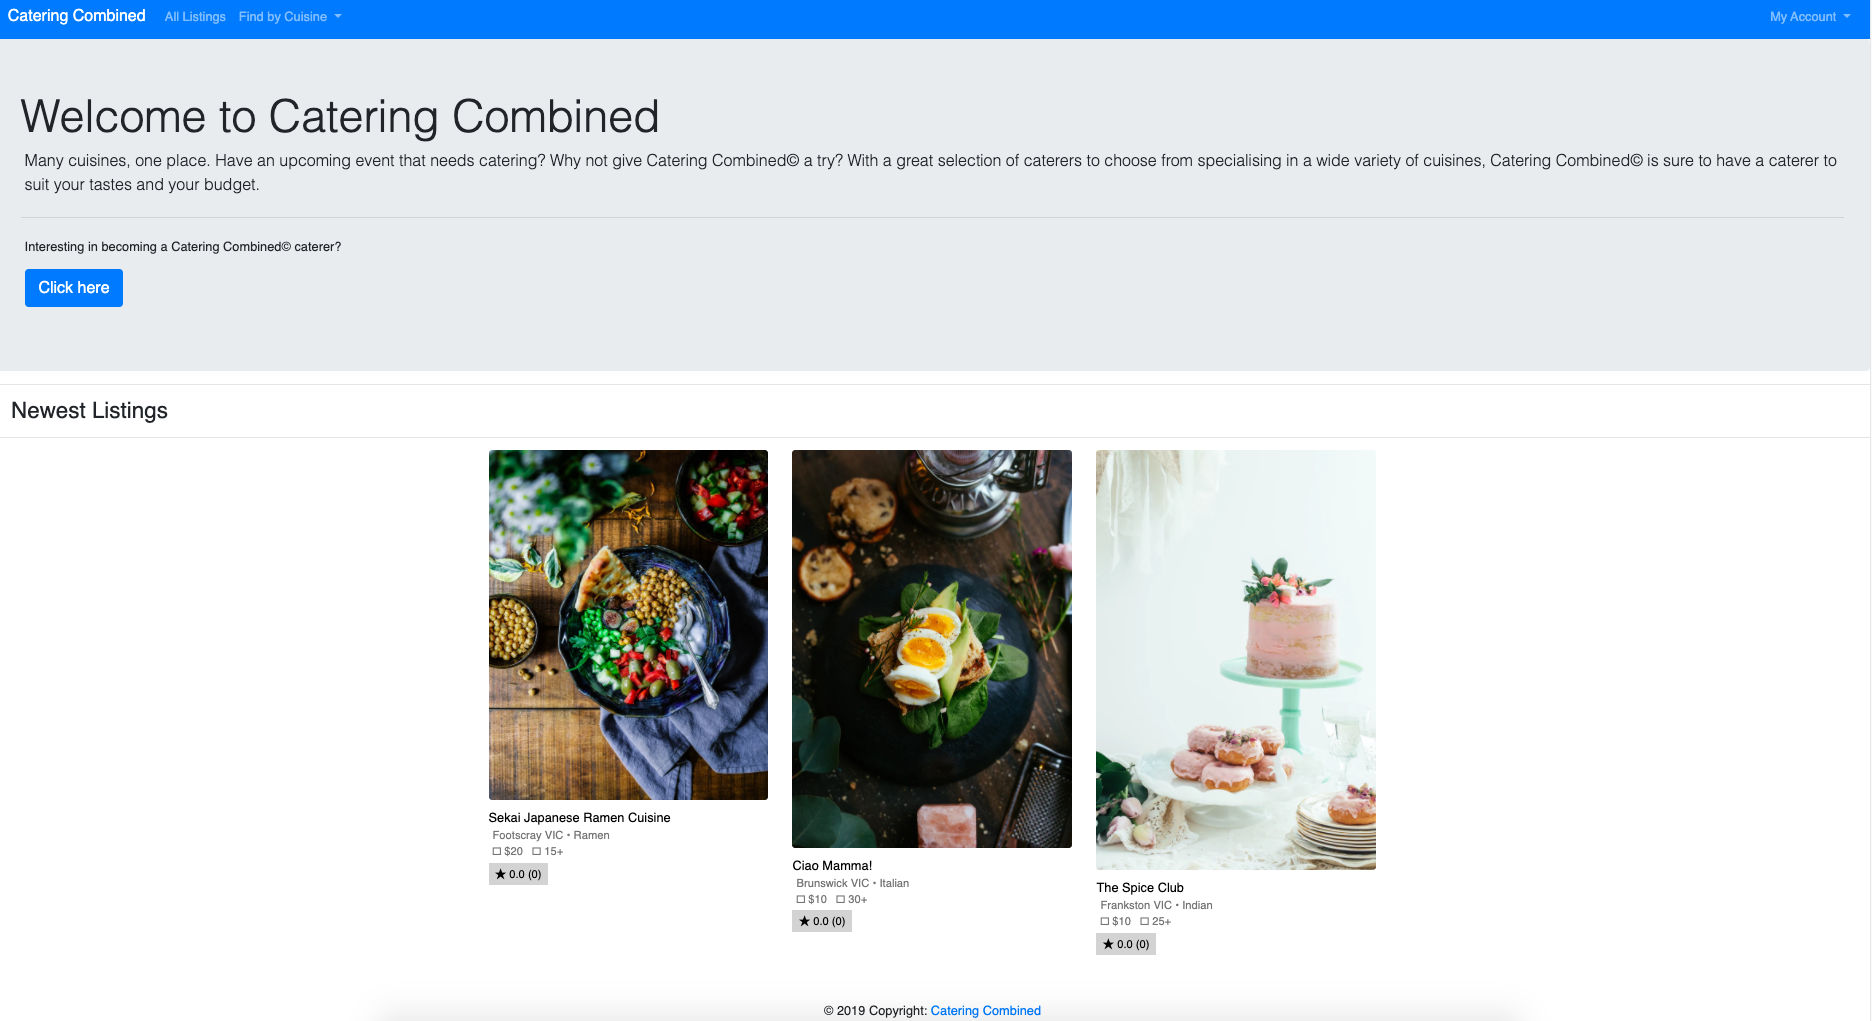 Catering Combined All Listings Find by Cuisine My Account
Welcome to Catering Combined
Many cuisines, one place. Have an upcoming event that needs catering? Why not give Catering Combined© a try? With a great selection of caterers to choose from specialising in a wide variety of cuisines, Catering Combined© is sure to have a caterer to
suit your tastes and your budget.
Interesting in becoming a Catering Combined© caterer?
Click here
Newest Listings
Sekai Japanese Ramen Cuisine
Footscray VIC • Ramen
$20 15+
★ 0.0 (0)
Ciao Mamma!
Brunswick VIC • Italian
$10 30+
★ 0.0 (0)
The Spice Club
Frankston VIC • Indian
$10 25+
★ 0.0 (0)
© 2019 Copyright: Catering Combined